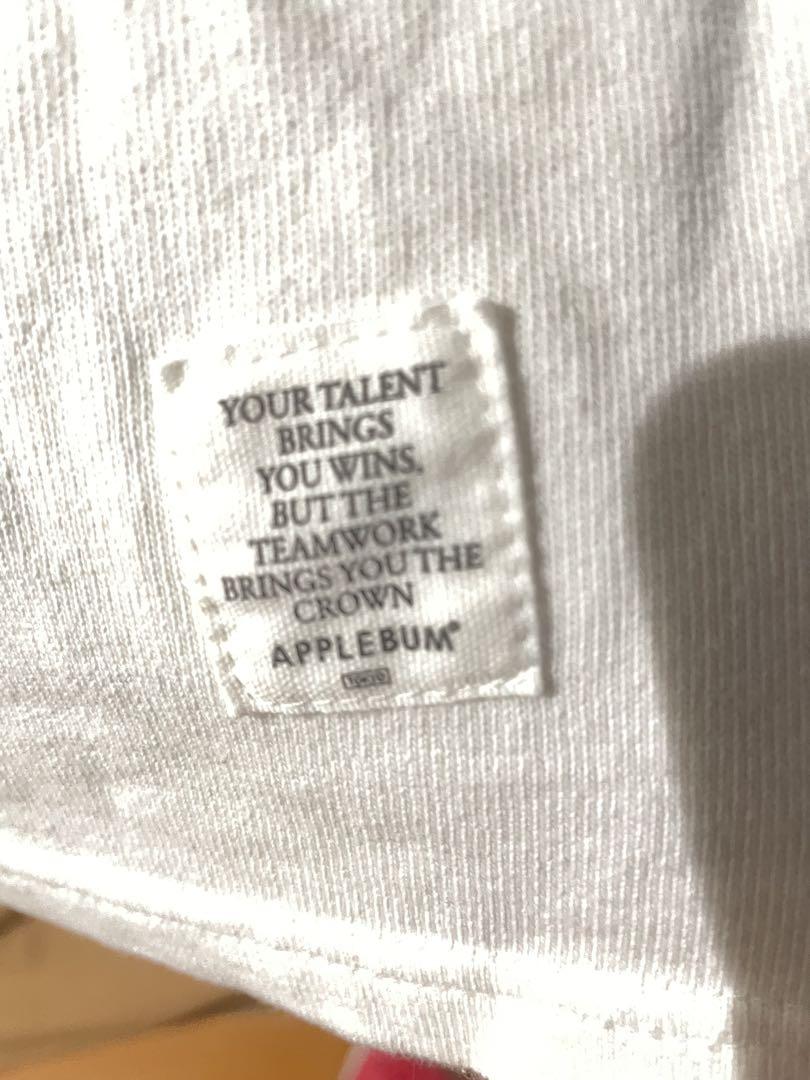 YOUR TALENT
BRINGS
YOU WINS,
BUT THE
TEAMWORK
BRINGS YOU THE
CROWN
APPLEBUM®
TOKYO